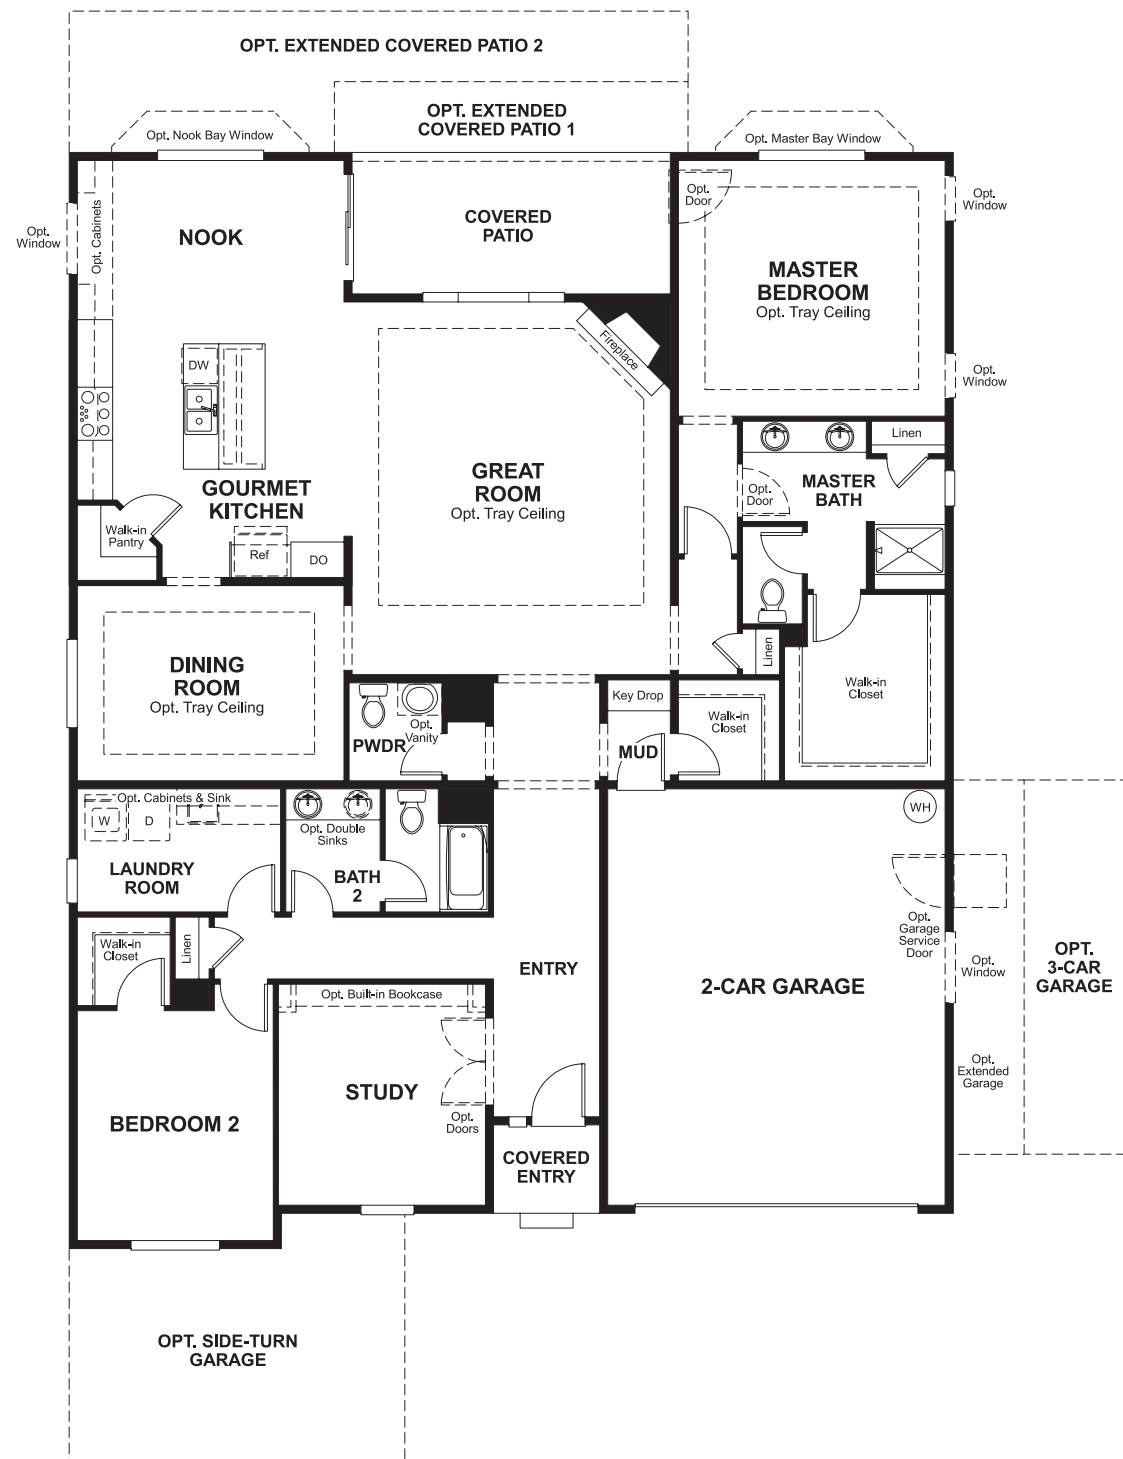 OPT. EXTENDED COVERED PATIO 2
OPT. EXTENDED
COVERED PATIO 1
Opt. Nook Bay Window
Opt. Master Bay Window
Opt.
Window
Opt. Cabinets
NOOK
COVERED
PATIO
Opt.
Door
Opt.
Window
MASTER
BEDROOM
Opt. Tray Ceiling
Fireplace
DW
Opt.
Window
GREAT
ROOM
Opt. Tray Ceiling
GOURMET
KITCHEN
Walk-in
Pantry
Ref
DO
Linen
MASTER
BATH
Opt.
Door
DINING
ROOM
Opt. Tray Ceiling
Linen
Walk-in
Closet
PWDR
Opt.
Vanity
Key Drop
MUD
Walk-in
Closet
Opt. Cabinets & Sink
W
D
LAUNDRY
ROOM
Opt. Double
Sinks
BATH
2
WH
Opt.
Garage
Service
Door
Walk-in
Closet
Linen
ENTRY
2-CAR GARAGE
Opt.
Window
OPT.
3-CAR
GARAGE
Opt. Built-in Bookcase
STUDY
Opt.
Doors
Opt.
Extended
Garage
BEDROOM 2
COVERED
ENTRY
OPT. SIDE-TURN
GARAGE